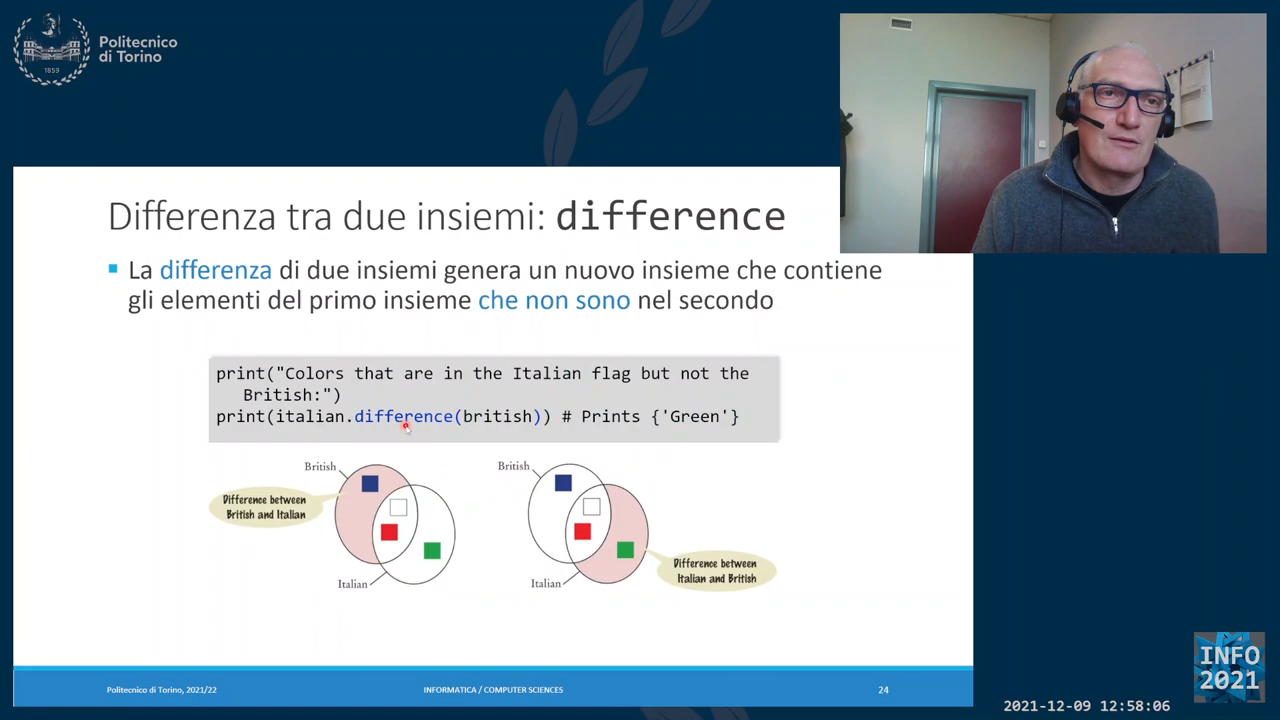 Politecnico
di Torino
1859
Differenza tra due insiemi: difference
La differenza di due insiemi genera un nuovo insieme che contiene
gli elementi del primo insieme che non sono nel secondo
print("Colors that are in the Italian flag but not the
British:")
print(italian.difference(british)) # Prints {'Green'}
British
Difference between
British and Italian
Italian
British
Italian
Difference between
Italian and British
Politecnico di Torino, 2021/22
INFORMATICA / COMPUTER SCIENCES
24
INFO
2021
2021-12-09 12:58:06